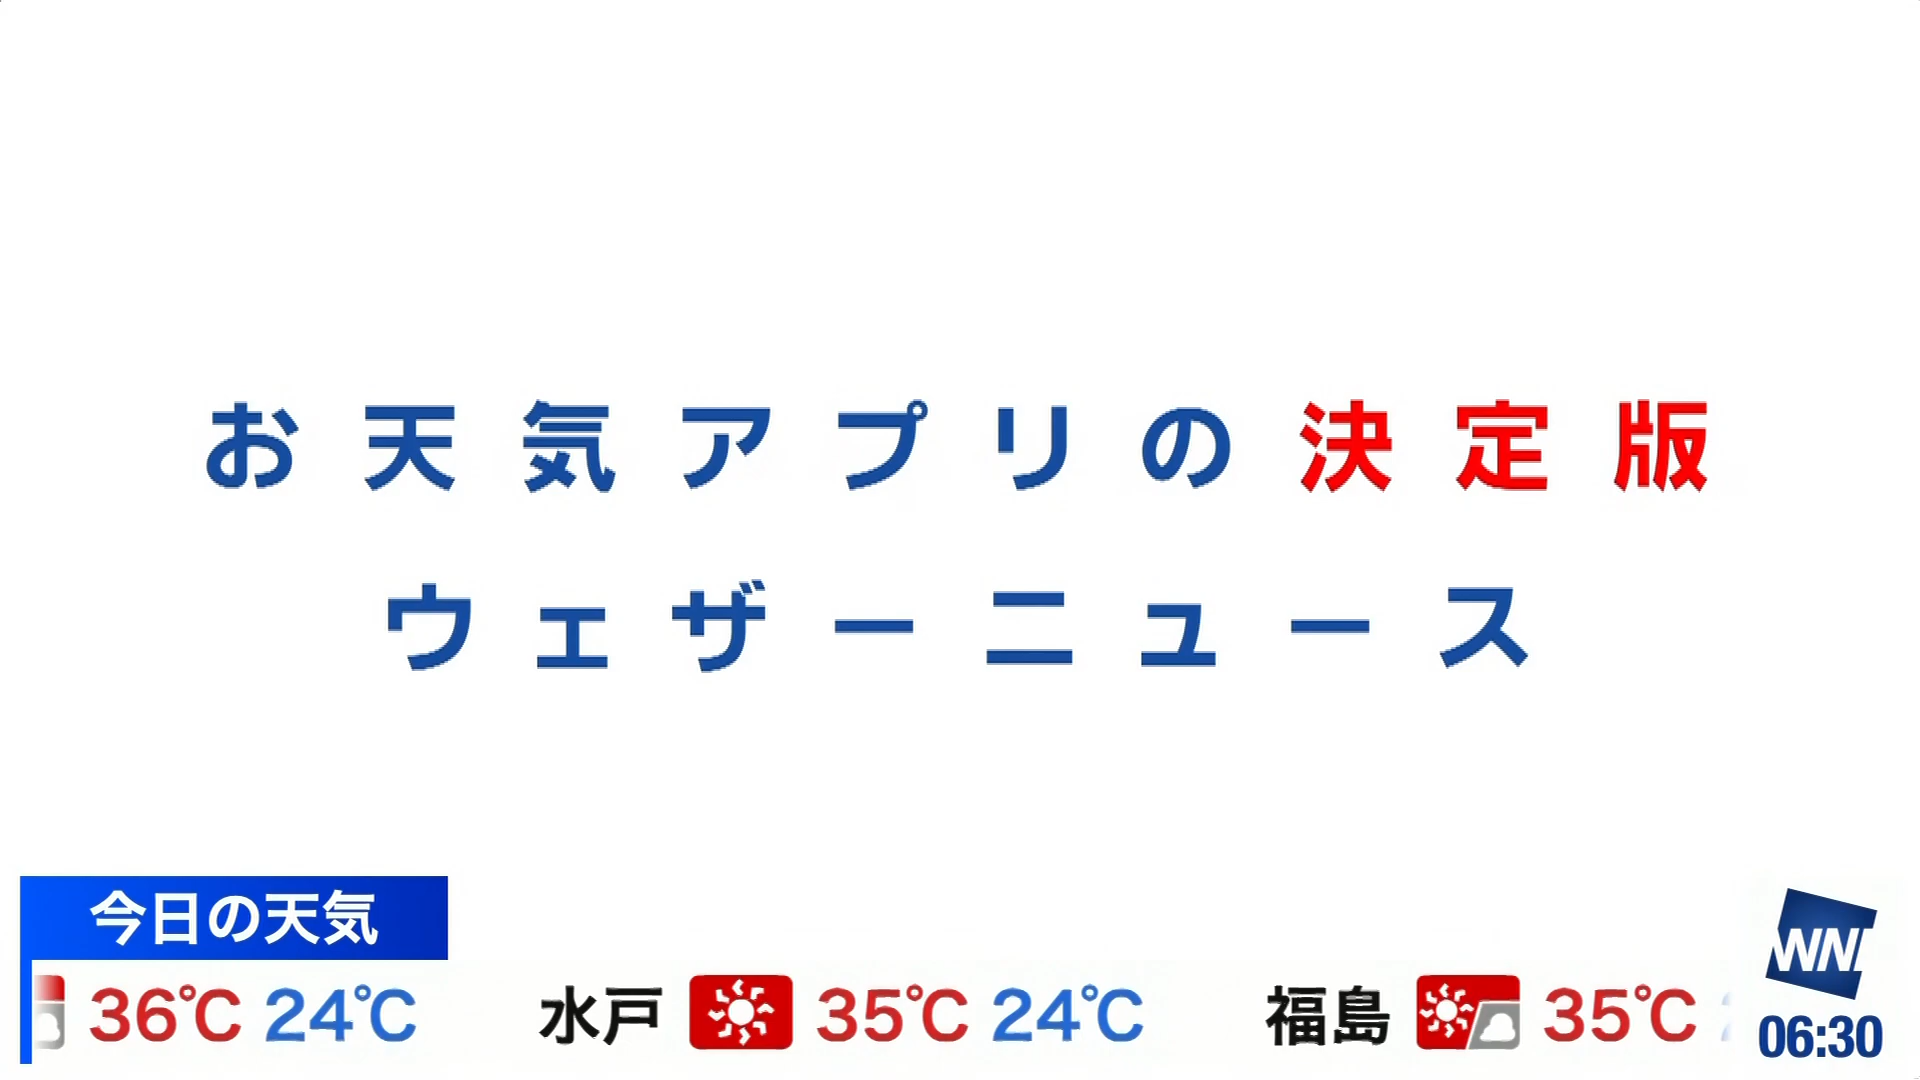 お天気アプリの決定版
ウェザーニュース
今日の天気
36℃ 24℃ 水戸 35℃ 24℃ 福島 35℃
WNI
06:30